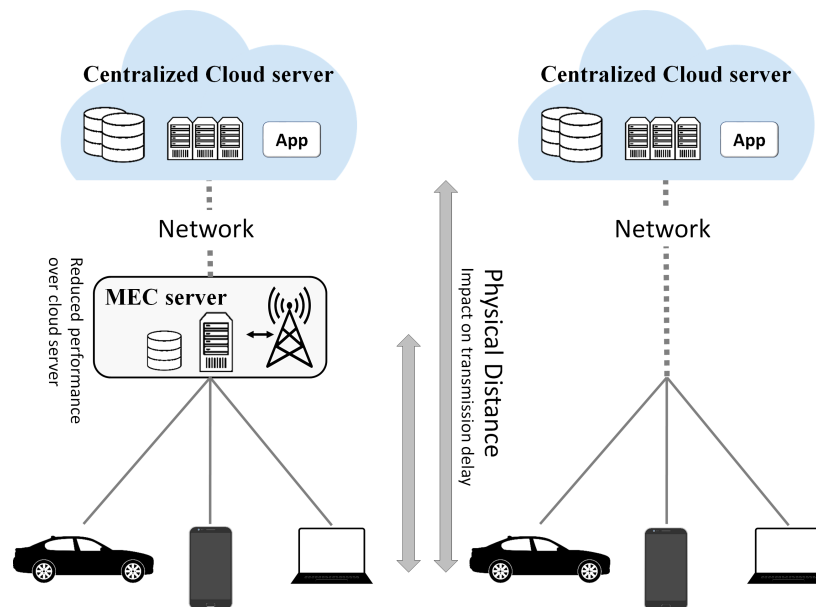 Centralized Cloud server
App
Network
MEC server
Reduced performance
over cloud server
Physical Distance
Impact on transmission delay
Centralized Cloud server
App
Network